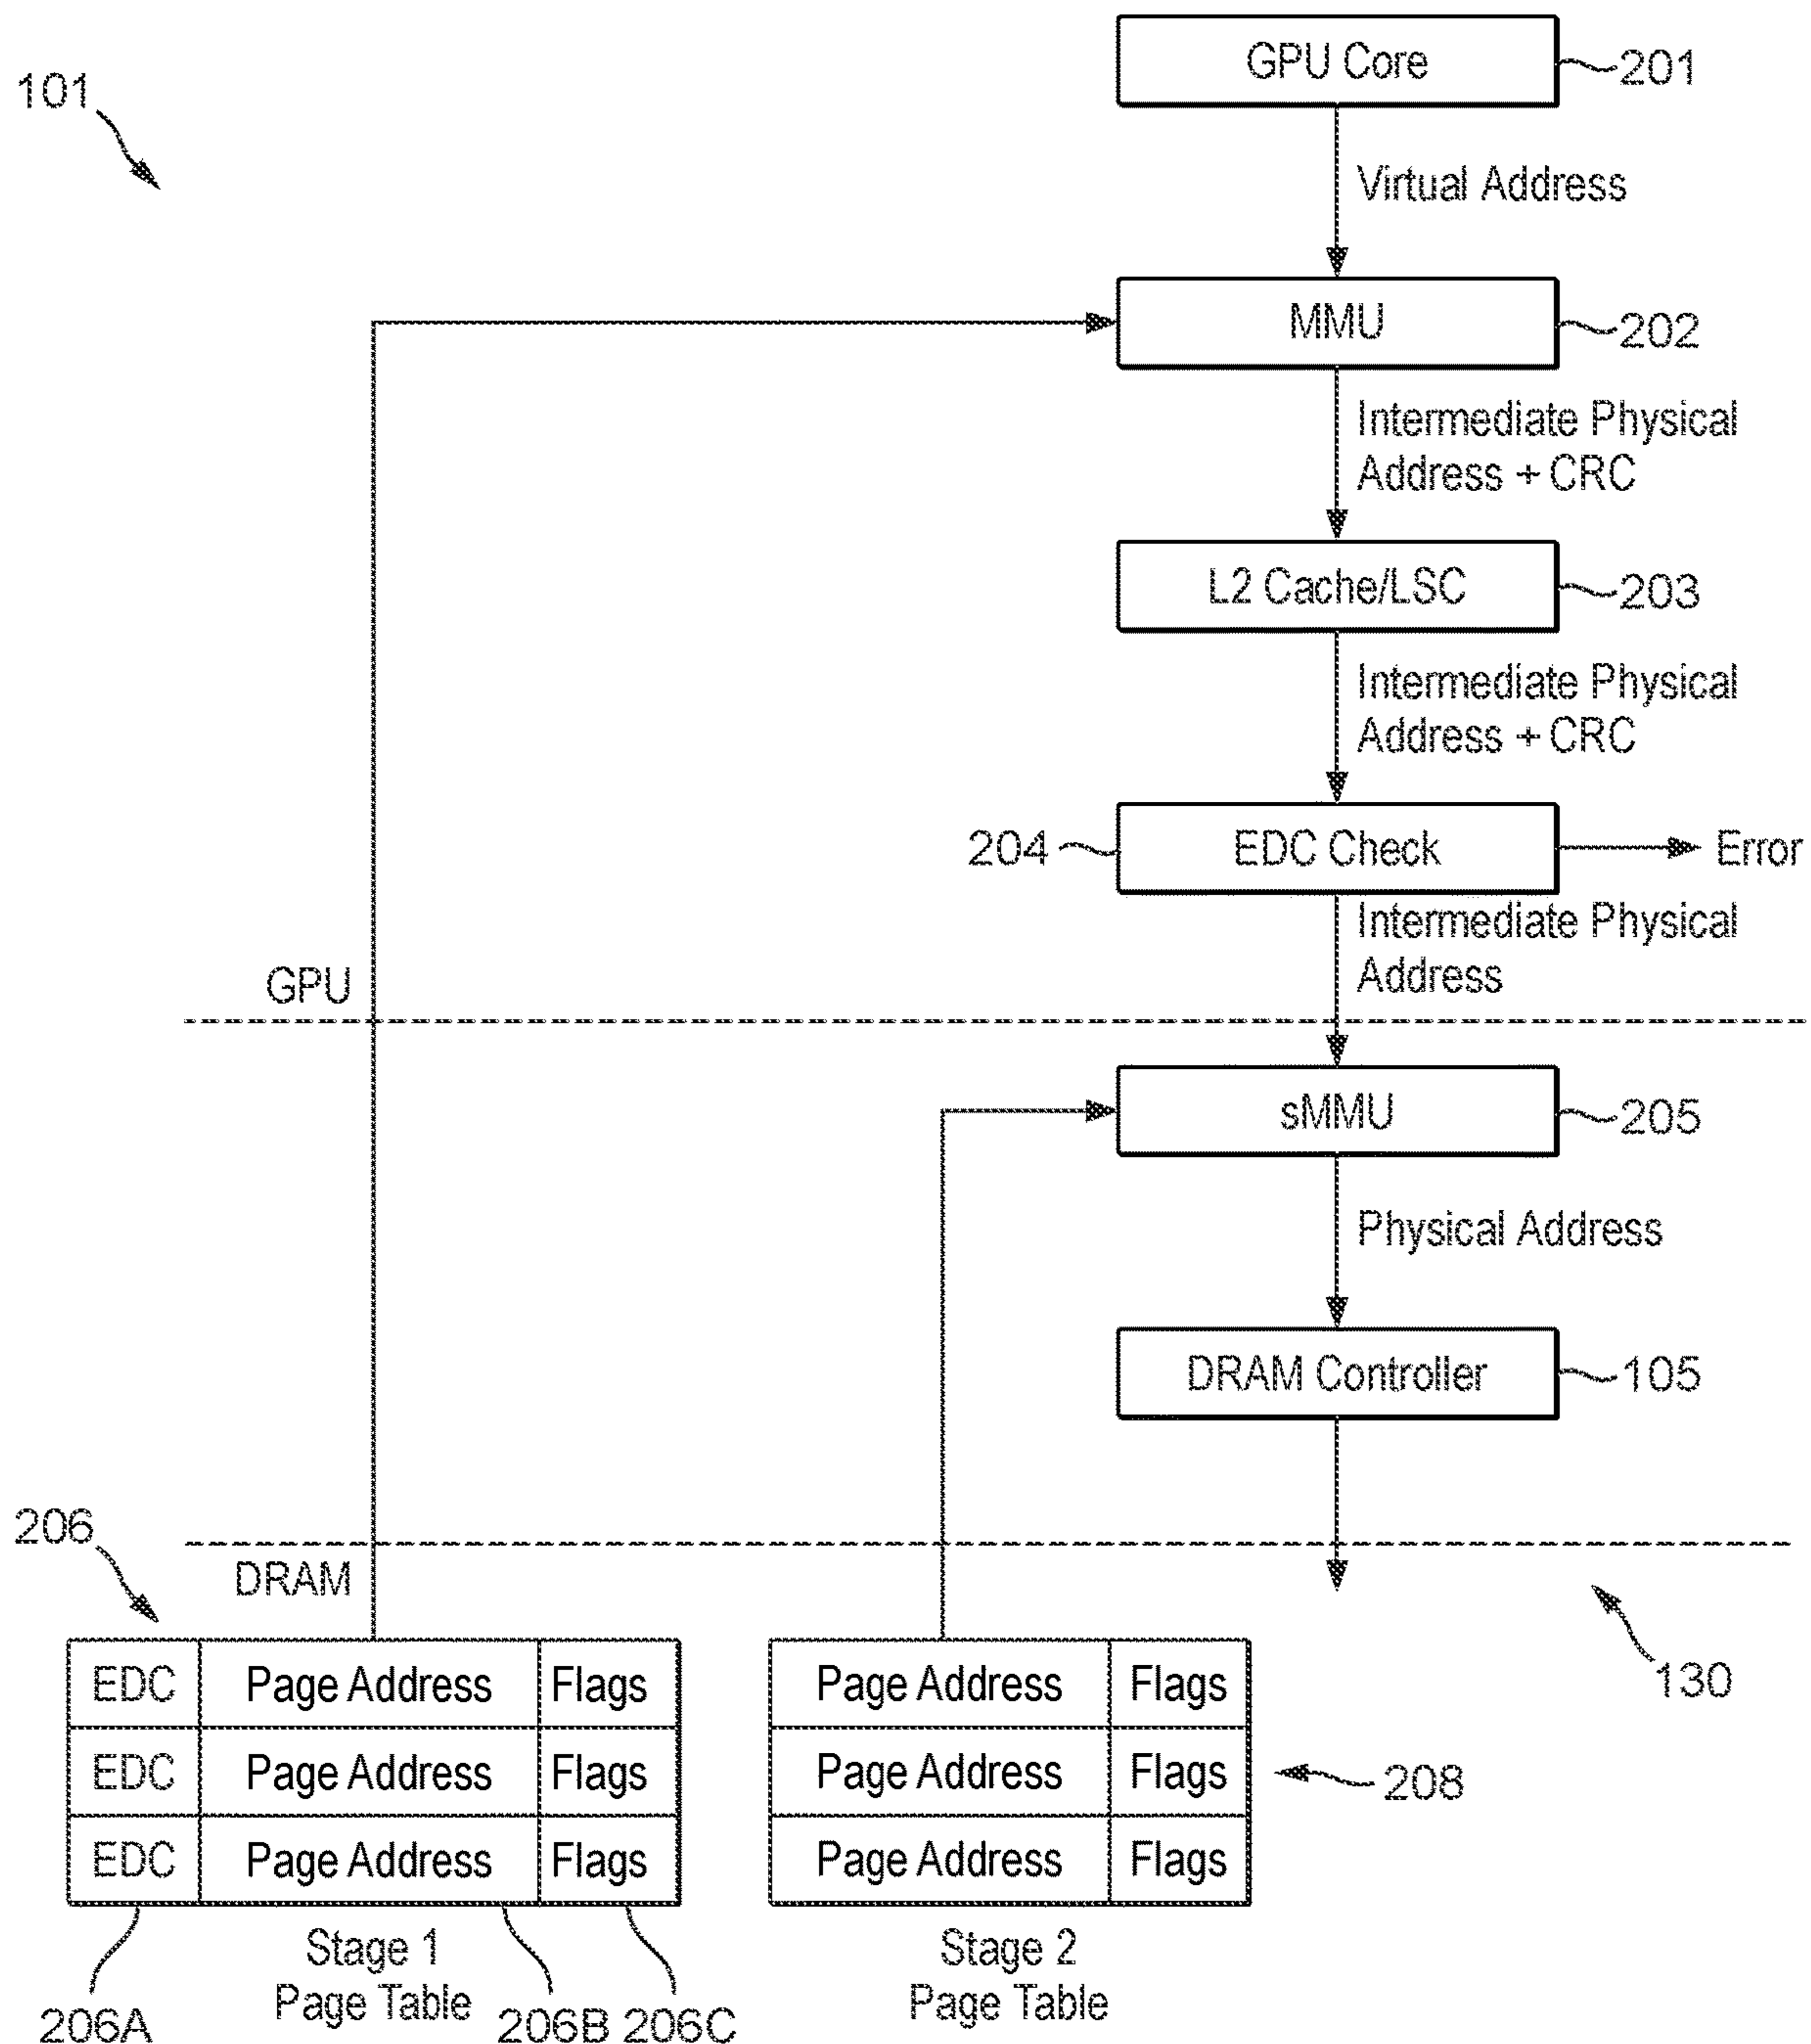 GPU Core
201
101
Virtual Address
MMU
202
Intermediate Physical
Address + CRC
L2 Cache/LSC
203
Intermediate Physical
Address + CRC
204
EDC Check
Error
Intermediate Physical
Address
GPU
sMMU
205
Physical Address
DRAM Controller
105
206
DRAM
130
EDC Page Address Flags
EDC Page Address Flags
EDC Page Address Flags
Page Address Flags
Page Address Flags
Page Address Flags
208
Stage 1
Page Table
206A
206B
206C
Stage 2
Page Table